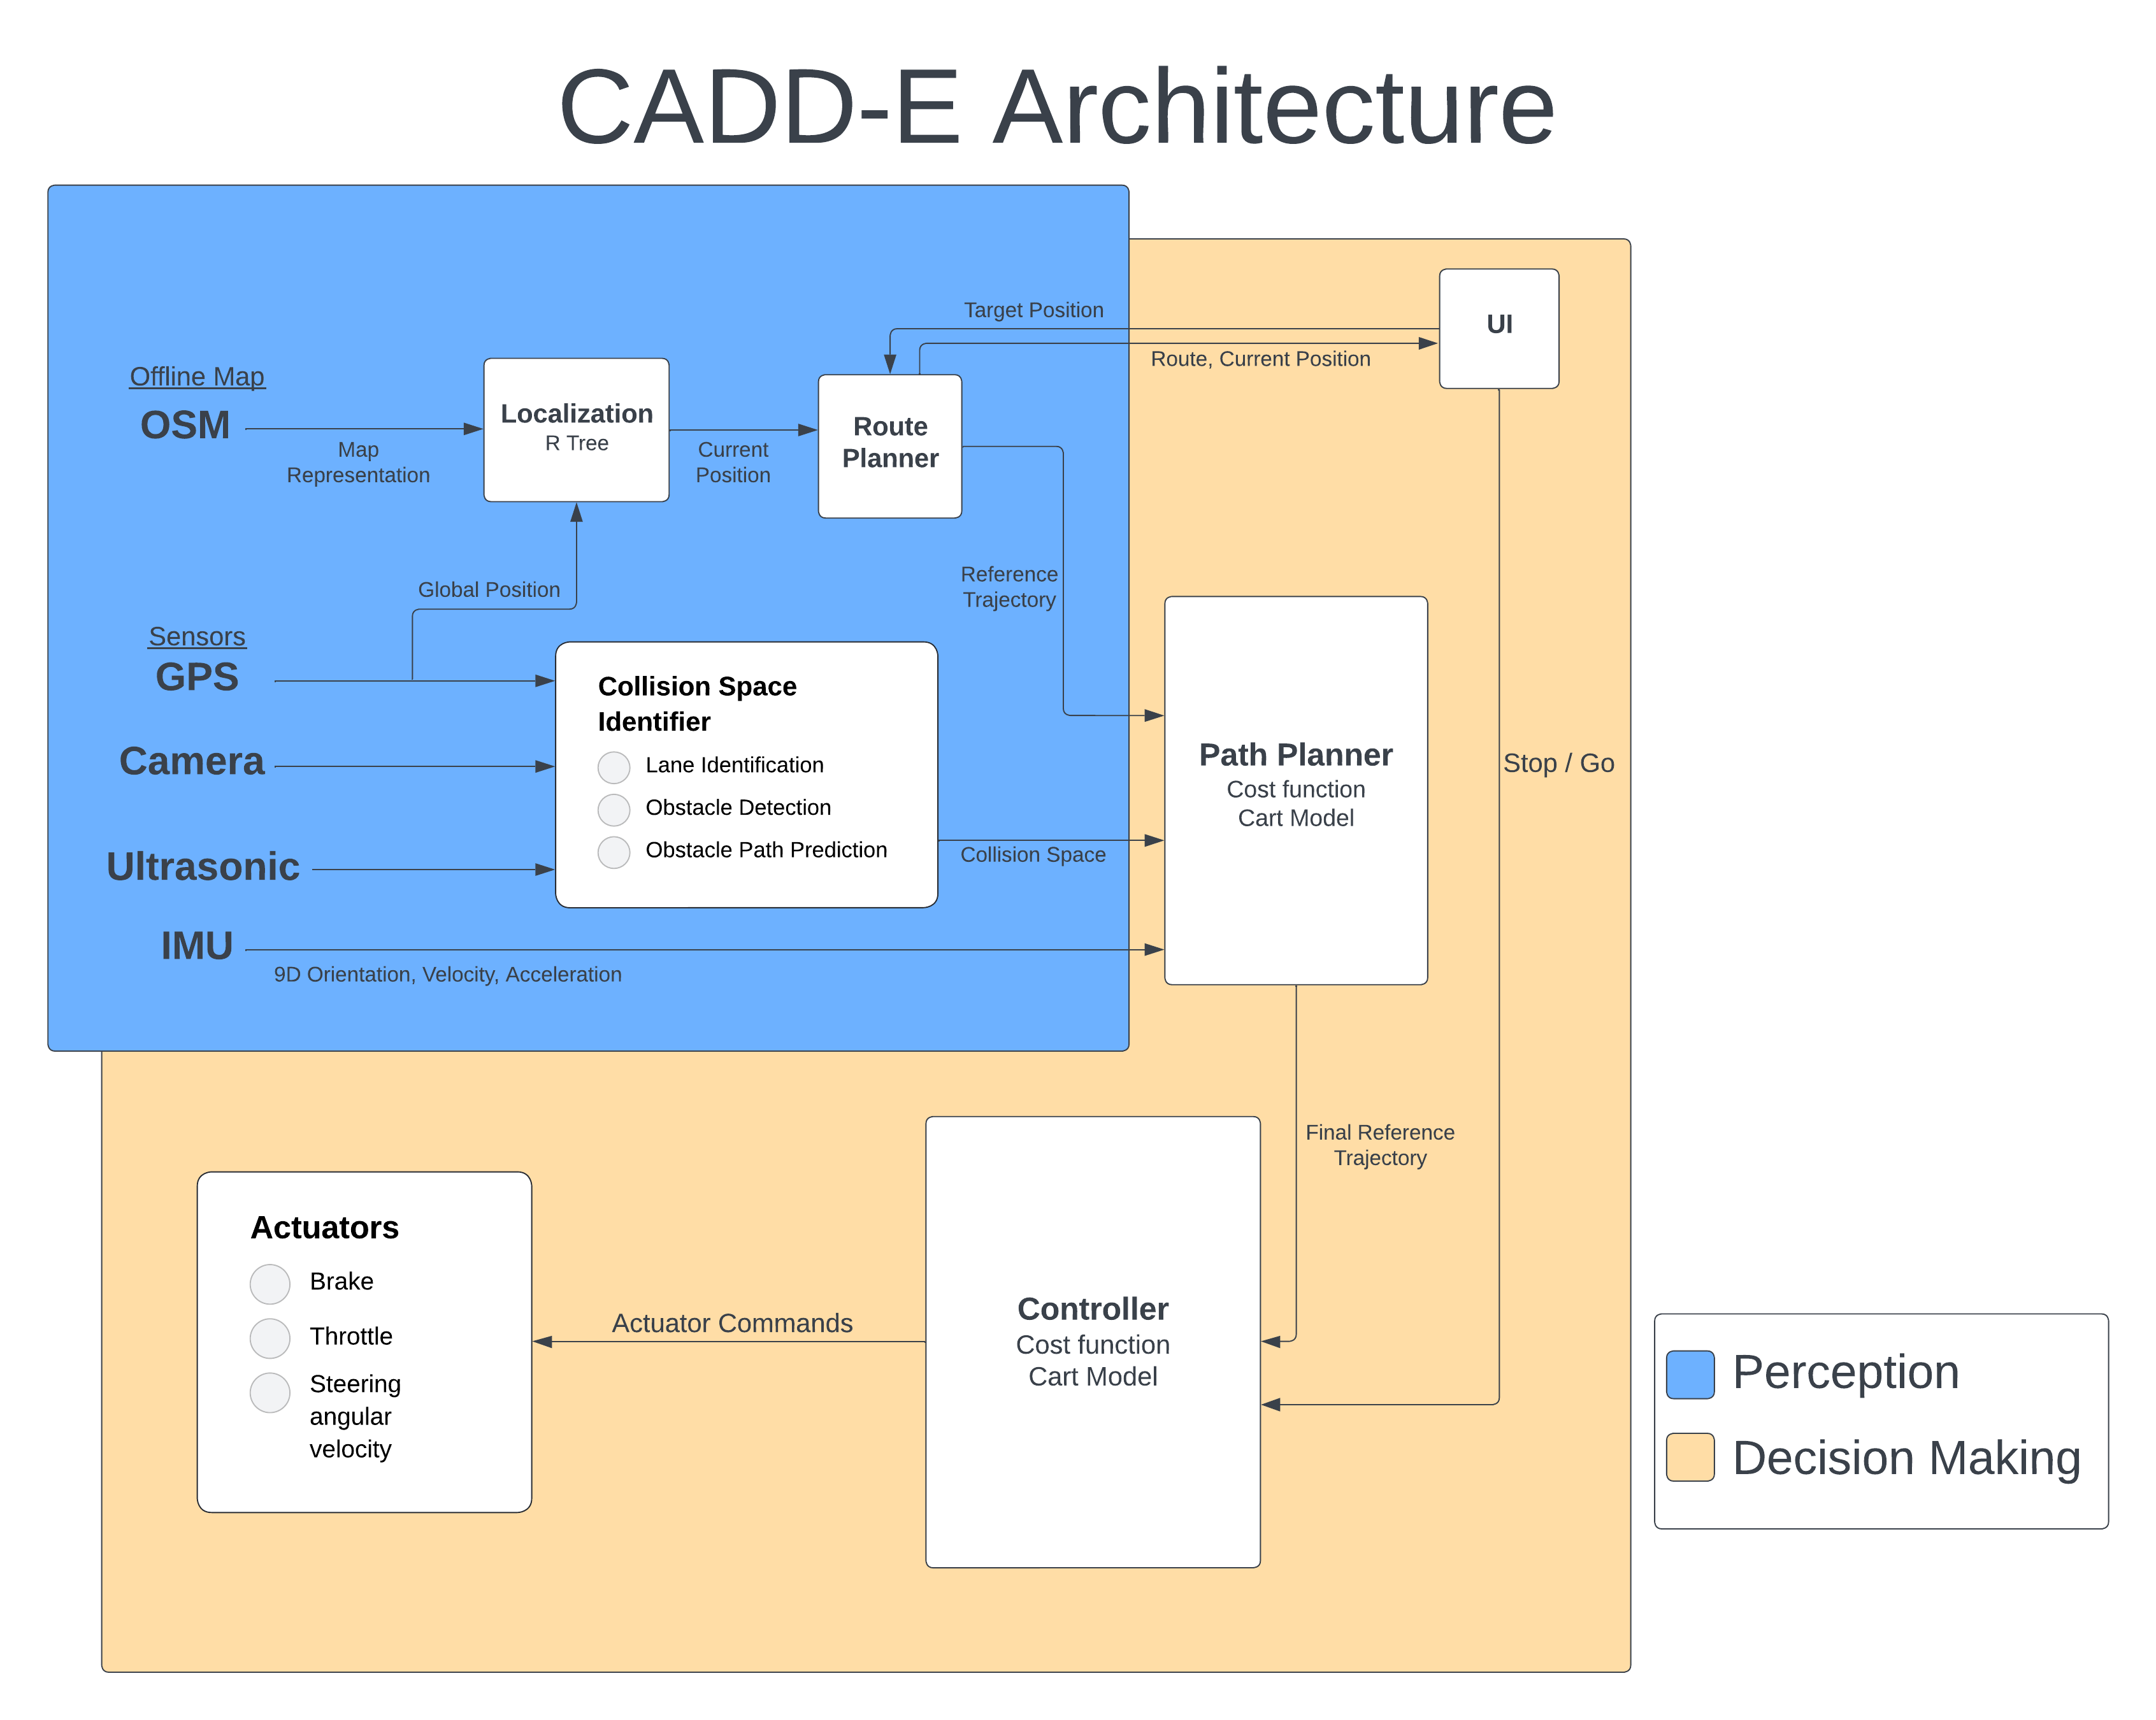 CADD-E Architecture
Target Position
UI
Route, Current Position
Offline Map
OSM
Map
Representation
Localization
R Tree
Current
Position
Route
Planner
Global Position
Reference
Trajectory
Sensors
GPS
Camera
Ultrasonic
IMU
9D Orientation, Velocity, Acceleration
Collision Space
Identifier
Lane Identification
Obstacle Detection
Obstacle Path Prediction
Collision Space
Path Planner
Cost function
Cart Model
Stop / Go
Final Reference
Trajectory
Actuators
Brake
Throttle
Steering
angular
velocity
Actuator Commands
Controller
Cost function
Cart Model
Perception
Decision Making